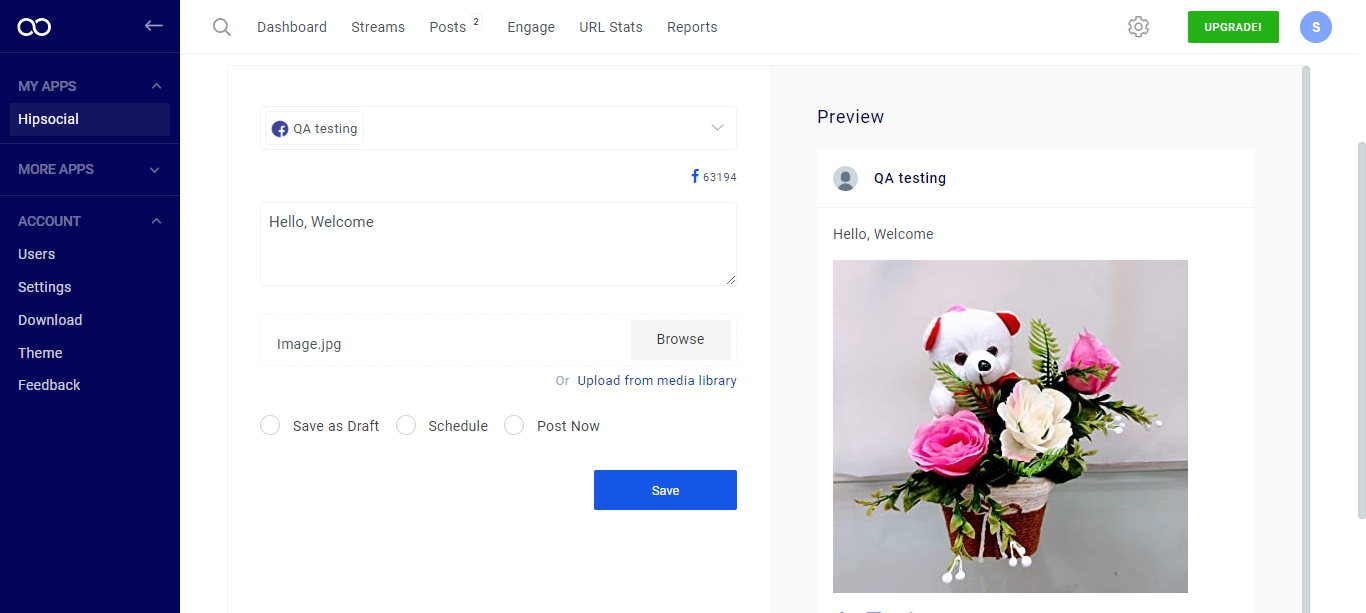 MY APPS
Hipsocial
MORE APPS
ACCOUNT
Users
Settings
Download
Theme
Feedback
Dashboard Streams Posts 2 Engage URL Stats Reports
UPGRADE!
S
QA testing
63194
Hello, Welcome
Image.jpg
Browse
Or Upload from media library
Save as Draft Schedule Post Now
Save
Preview
QA testing
Hello, Welcome